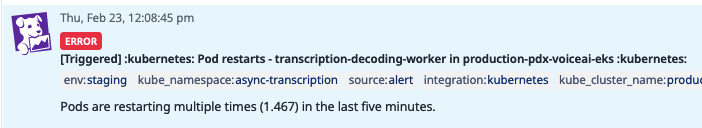 Thu, Feb 23, 12:08:45 pm
ERROR
[Triggered] :kubernetes: Pod restarts - transcription-decoding-worker in production-pdx-voiceai-eks :kubernetes:
env:staging kube_namespace:async-transcription source:alert integration:kubernetes kube_cluster_name:produc
Pods are restarting multiple times (1.467) in the last five minutes.